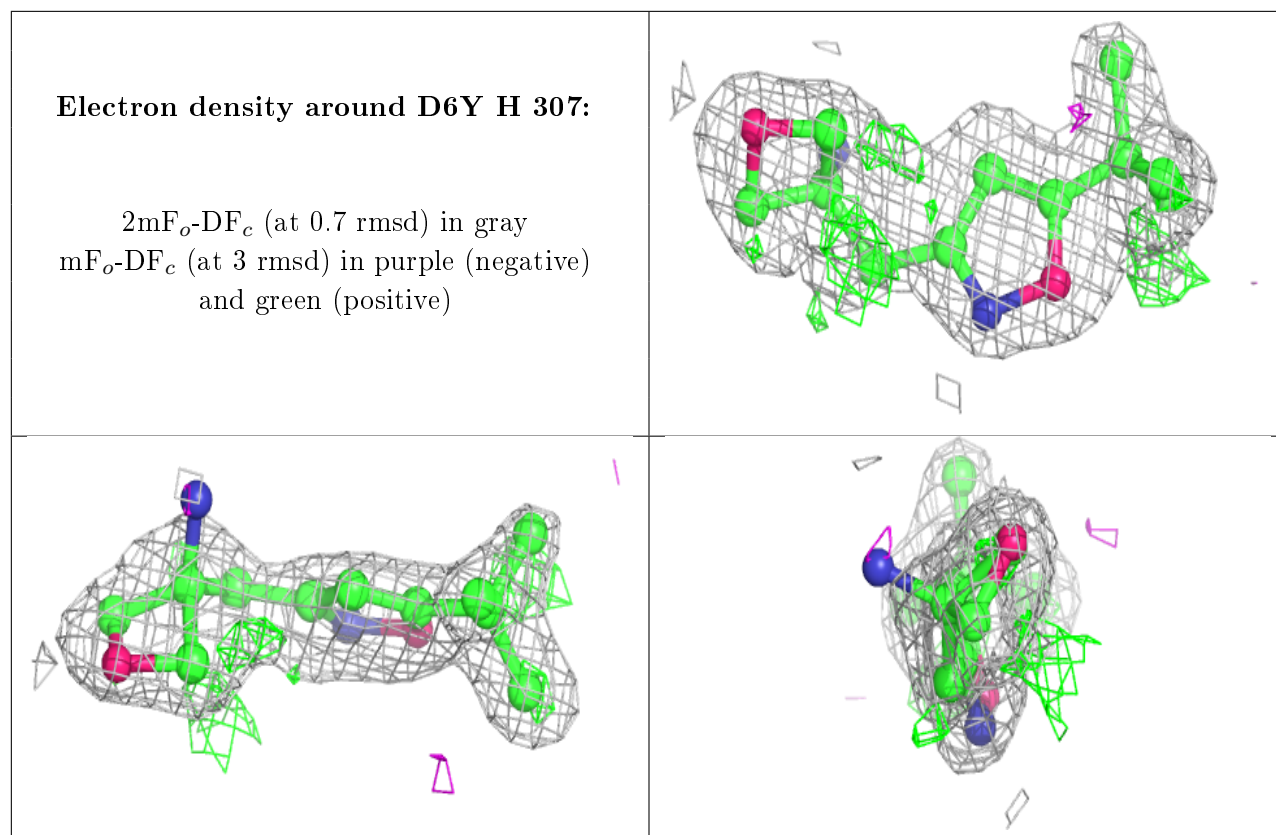 Electron density around D6Y H 307:
2mFo-DFc (at 0.7 rmsd) in gray
mFo-DFc (at 3 rmsd) in purple (negative)
and green (positive)